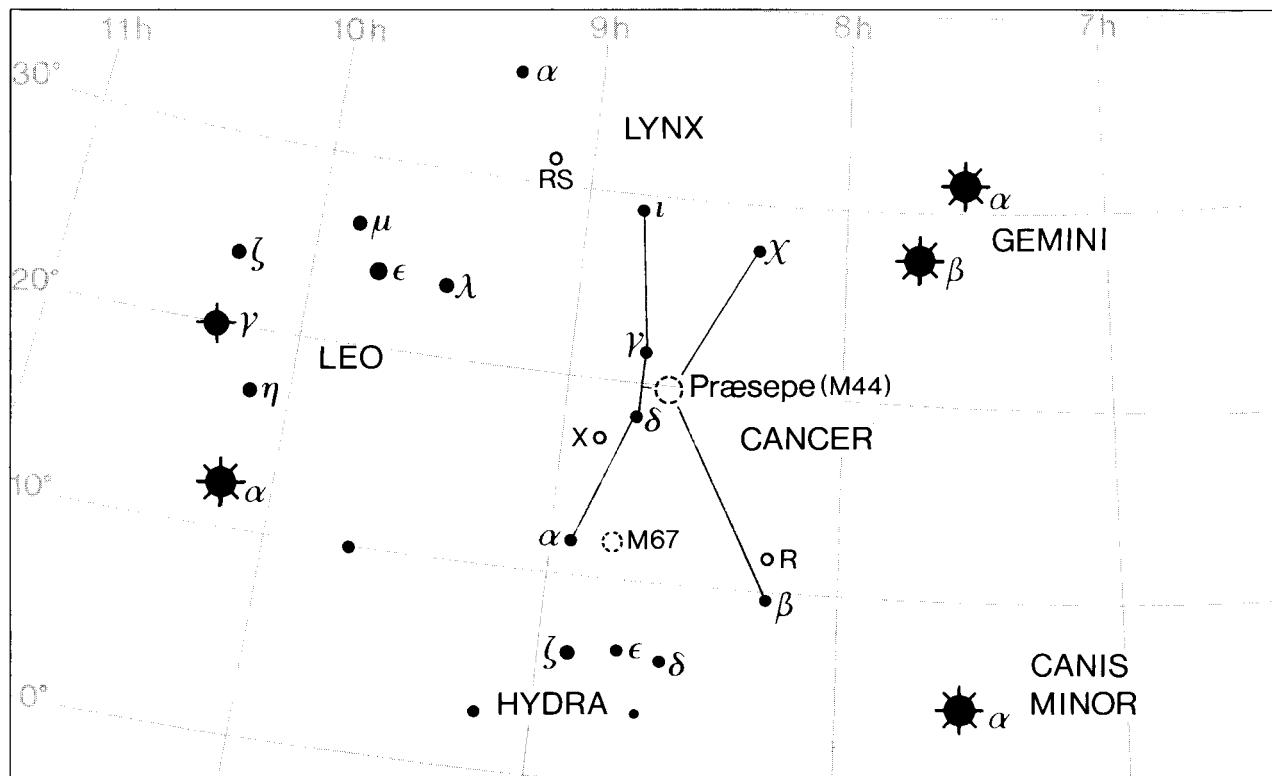 11h 10h 9h 8h 7h
30°
α
LYNX
RS
ι
α
μ
ζ
χ
GEMINI
ϵ
β
λ
20°
γ
γ
LEO
Præsepe (M44)
η
δ
X
CANCER
10°
α
α
M67
R
β
ζ
ϵ
δ
CANIS
MINOR
0°
HYDRA
α